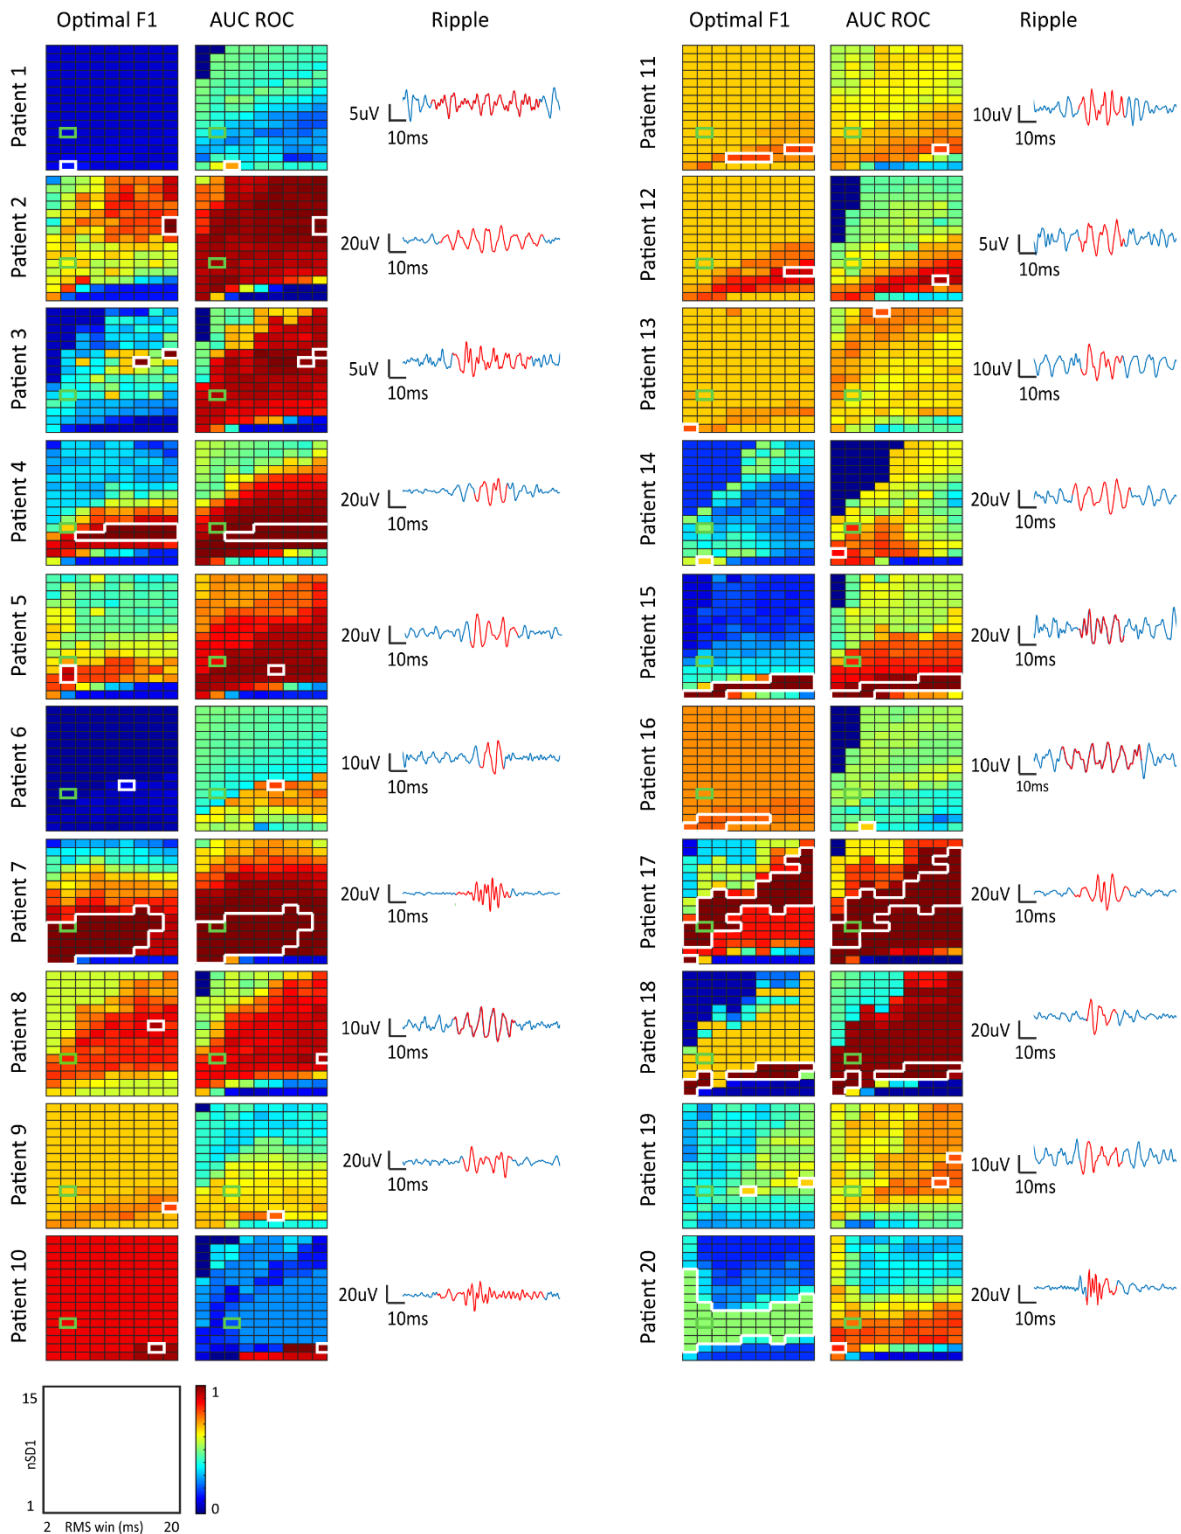 Optimal F1 AUC ROC Ripple
Patient 1
5uV
10ms
Patient 2
20uV
10ms
Patient 3
5uV
10ms
Patient 4
20uV
10ms
Patient 5
20uV
10ms
Patient 6
10uV
10ms
Patient 7
20uV
10ms
Patient 8
10uV
10ms
Patient 9
20uV
10ms
Patient 10
20uV
10ms
15
nSD1
1
2 RMS win (ms) 20
1
0
Optimal F1 AUC ROC Ripple
Patient 11
10uV
10ms
Patient 12
5uV
10ms
Patient 13
10uV
10ms
Patient 14
20uV
10ms
Patient 15
20uV
10ms
Patient 16
10uV
10ms
Patient 17
20uV
10ms
Patient 18
20uV
10ms
Patient 19
10uV
10ms
Patient 20
20uV
10ms